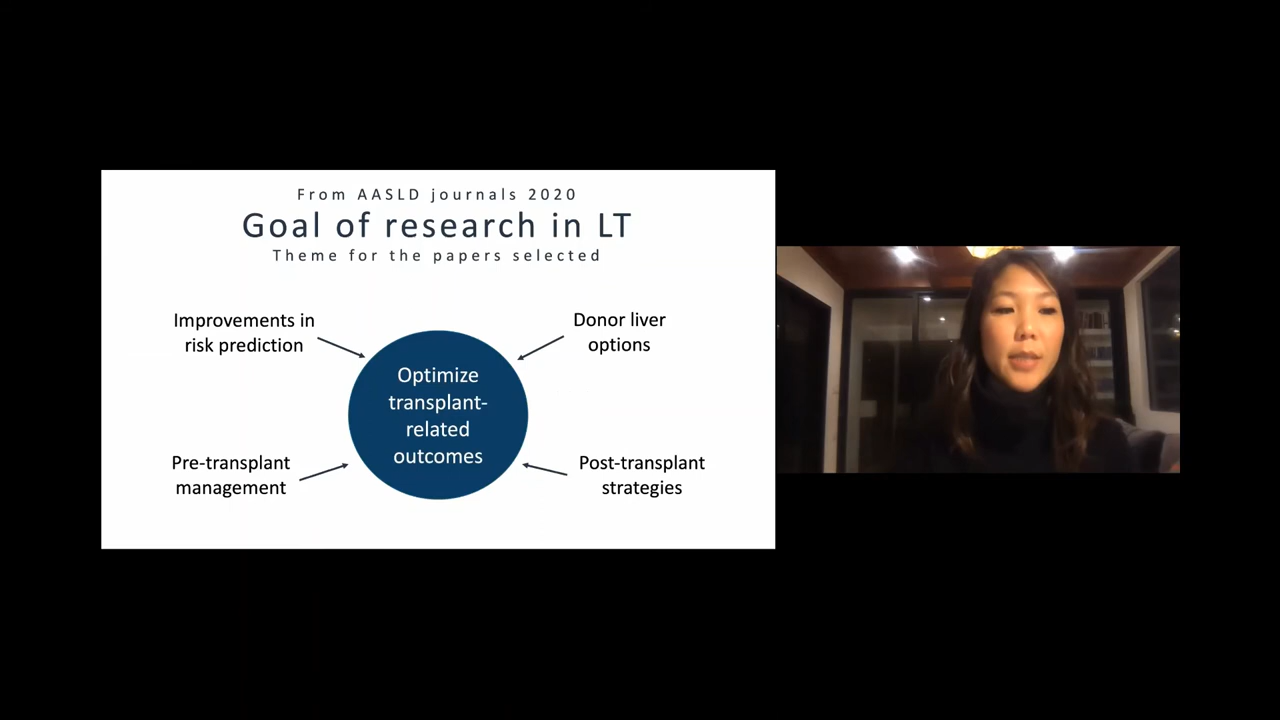 From AASLD journals 2020
Goal of research in LT
Theme for the papers selected
Improvements in
risk prediction
Donor liver
options
Optimize
transplant-
related
outcomes
Pre-transplant
management
Post-transplant
strategies